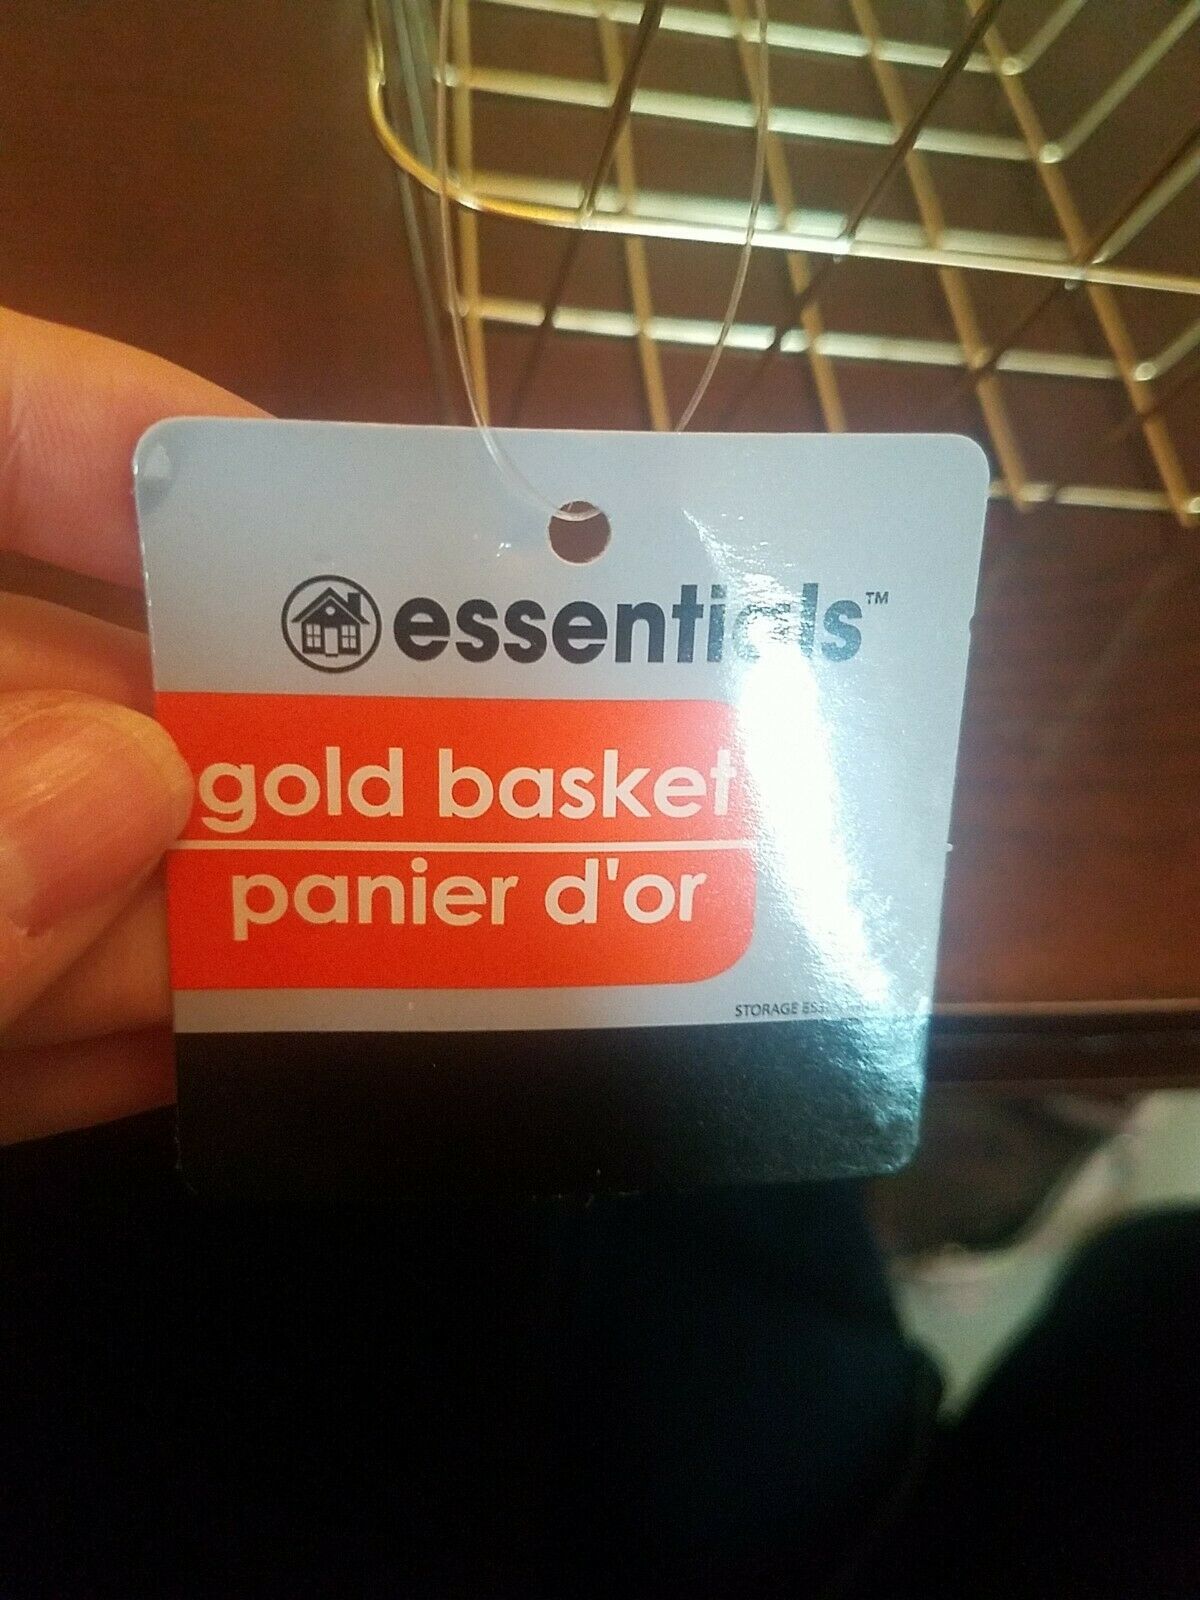 essentials™
gold basket
panier d'or
STORAGE